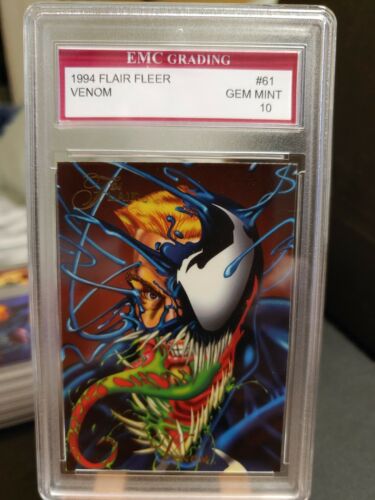 EMC GRADING
1994 FLAIR FLEER #61
VENOM GEM MINT
10